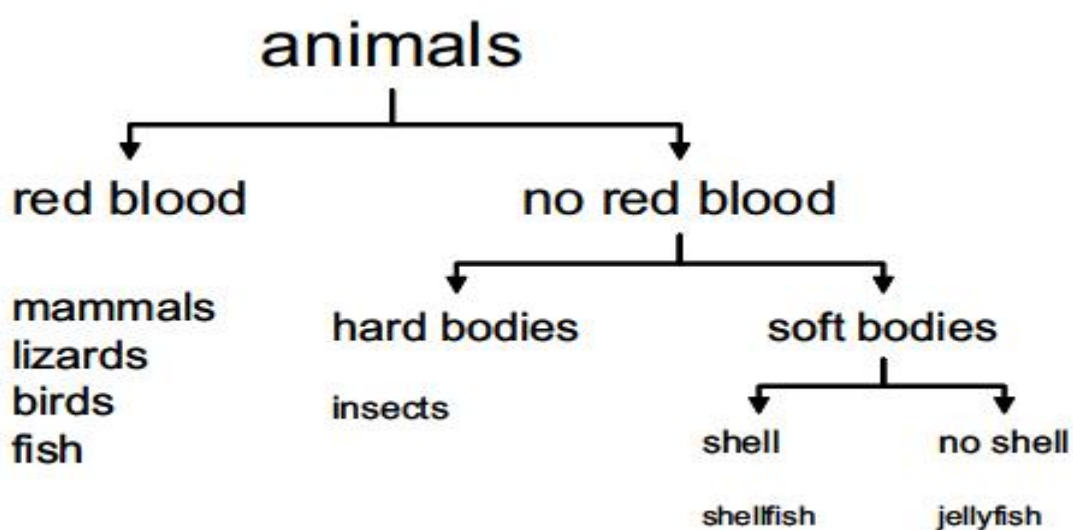 animals
red blood
no red blood
mammals
lizards
birds
fish
hard bodies
soft bodies
insects
shell
no shell
shellfish
jellyfish